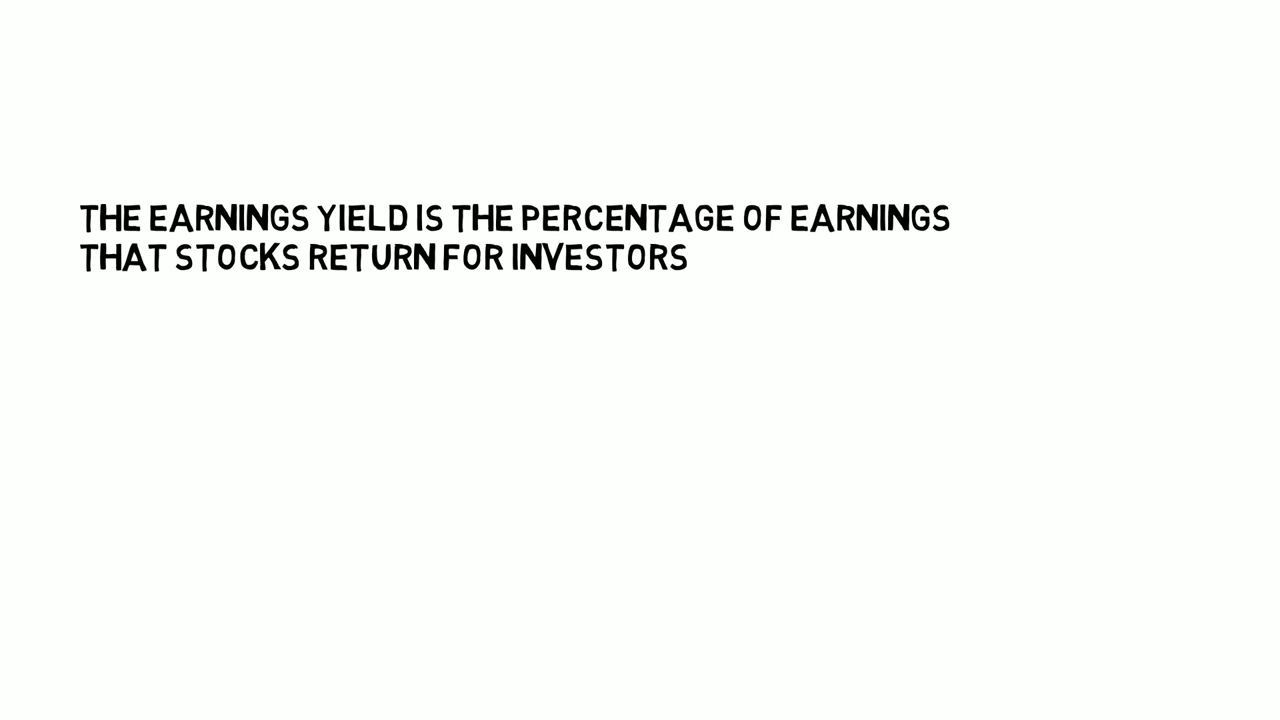 THE EARNINGS YIELD IS THE PERCENTAGE OF EARNINGS
THAT STOCKS RETURN FOR INVESTORS